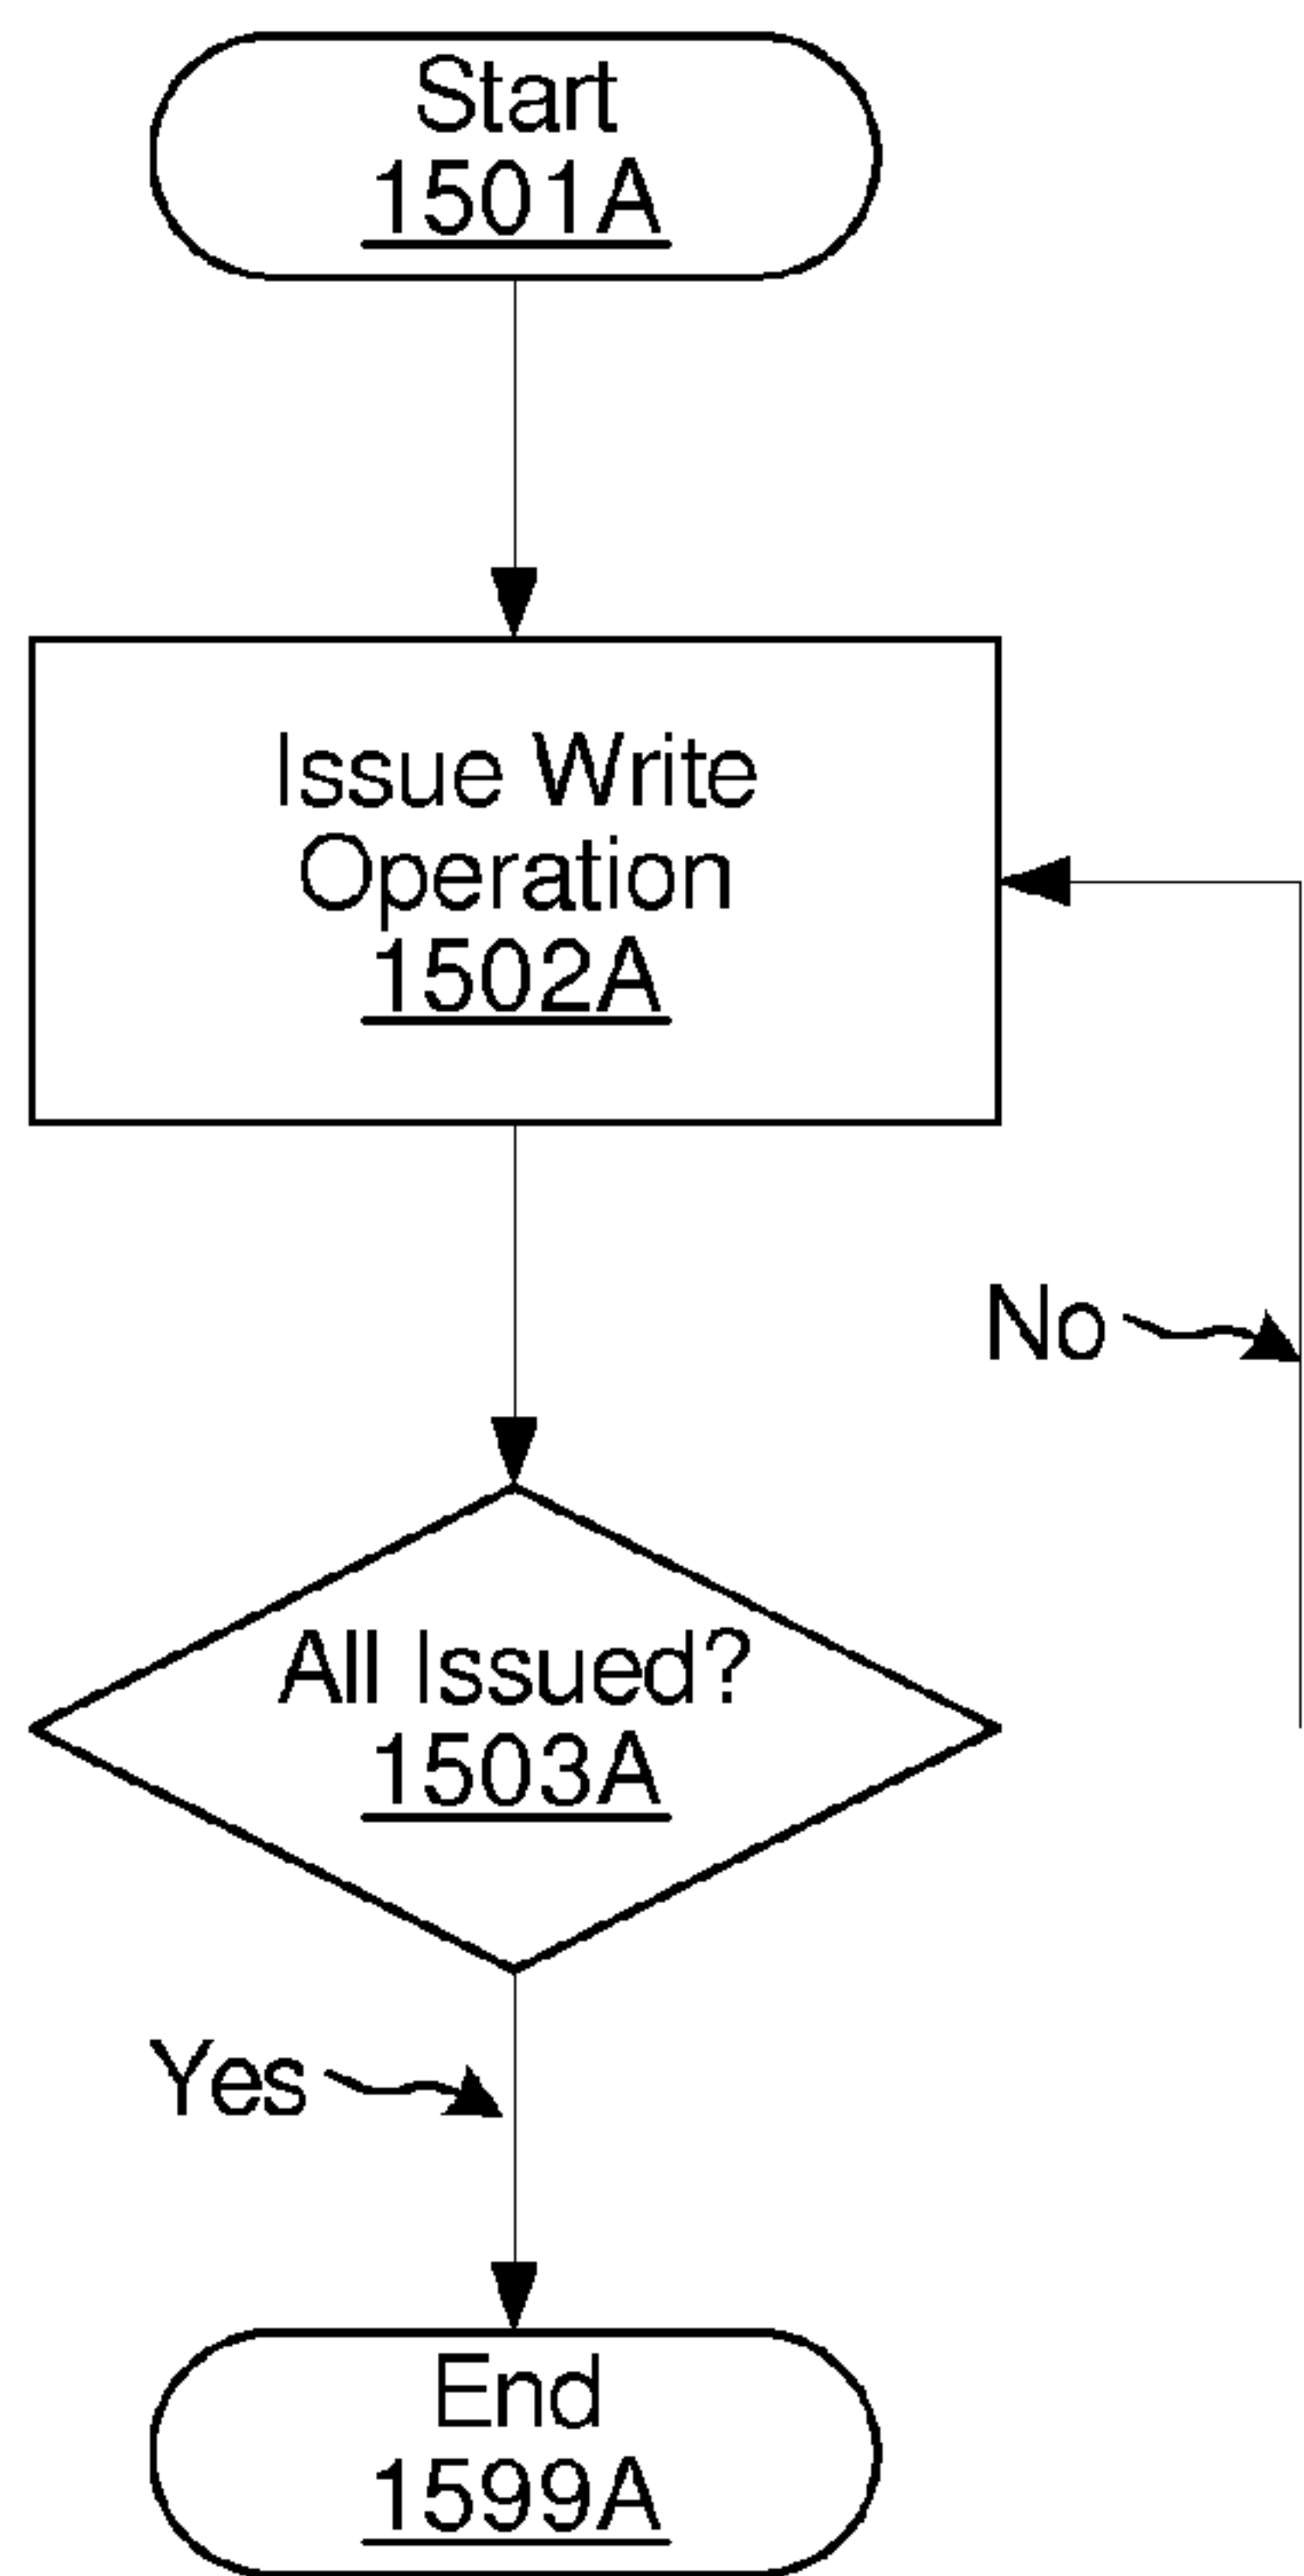 Start
1501A
Issue Write
Operation
1502A
No
All Issued?
1503A
Yes
End
1599A